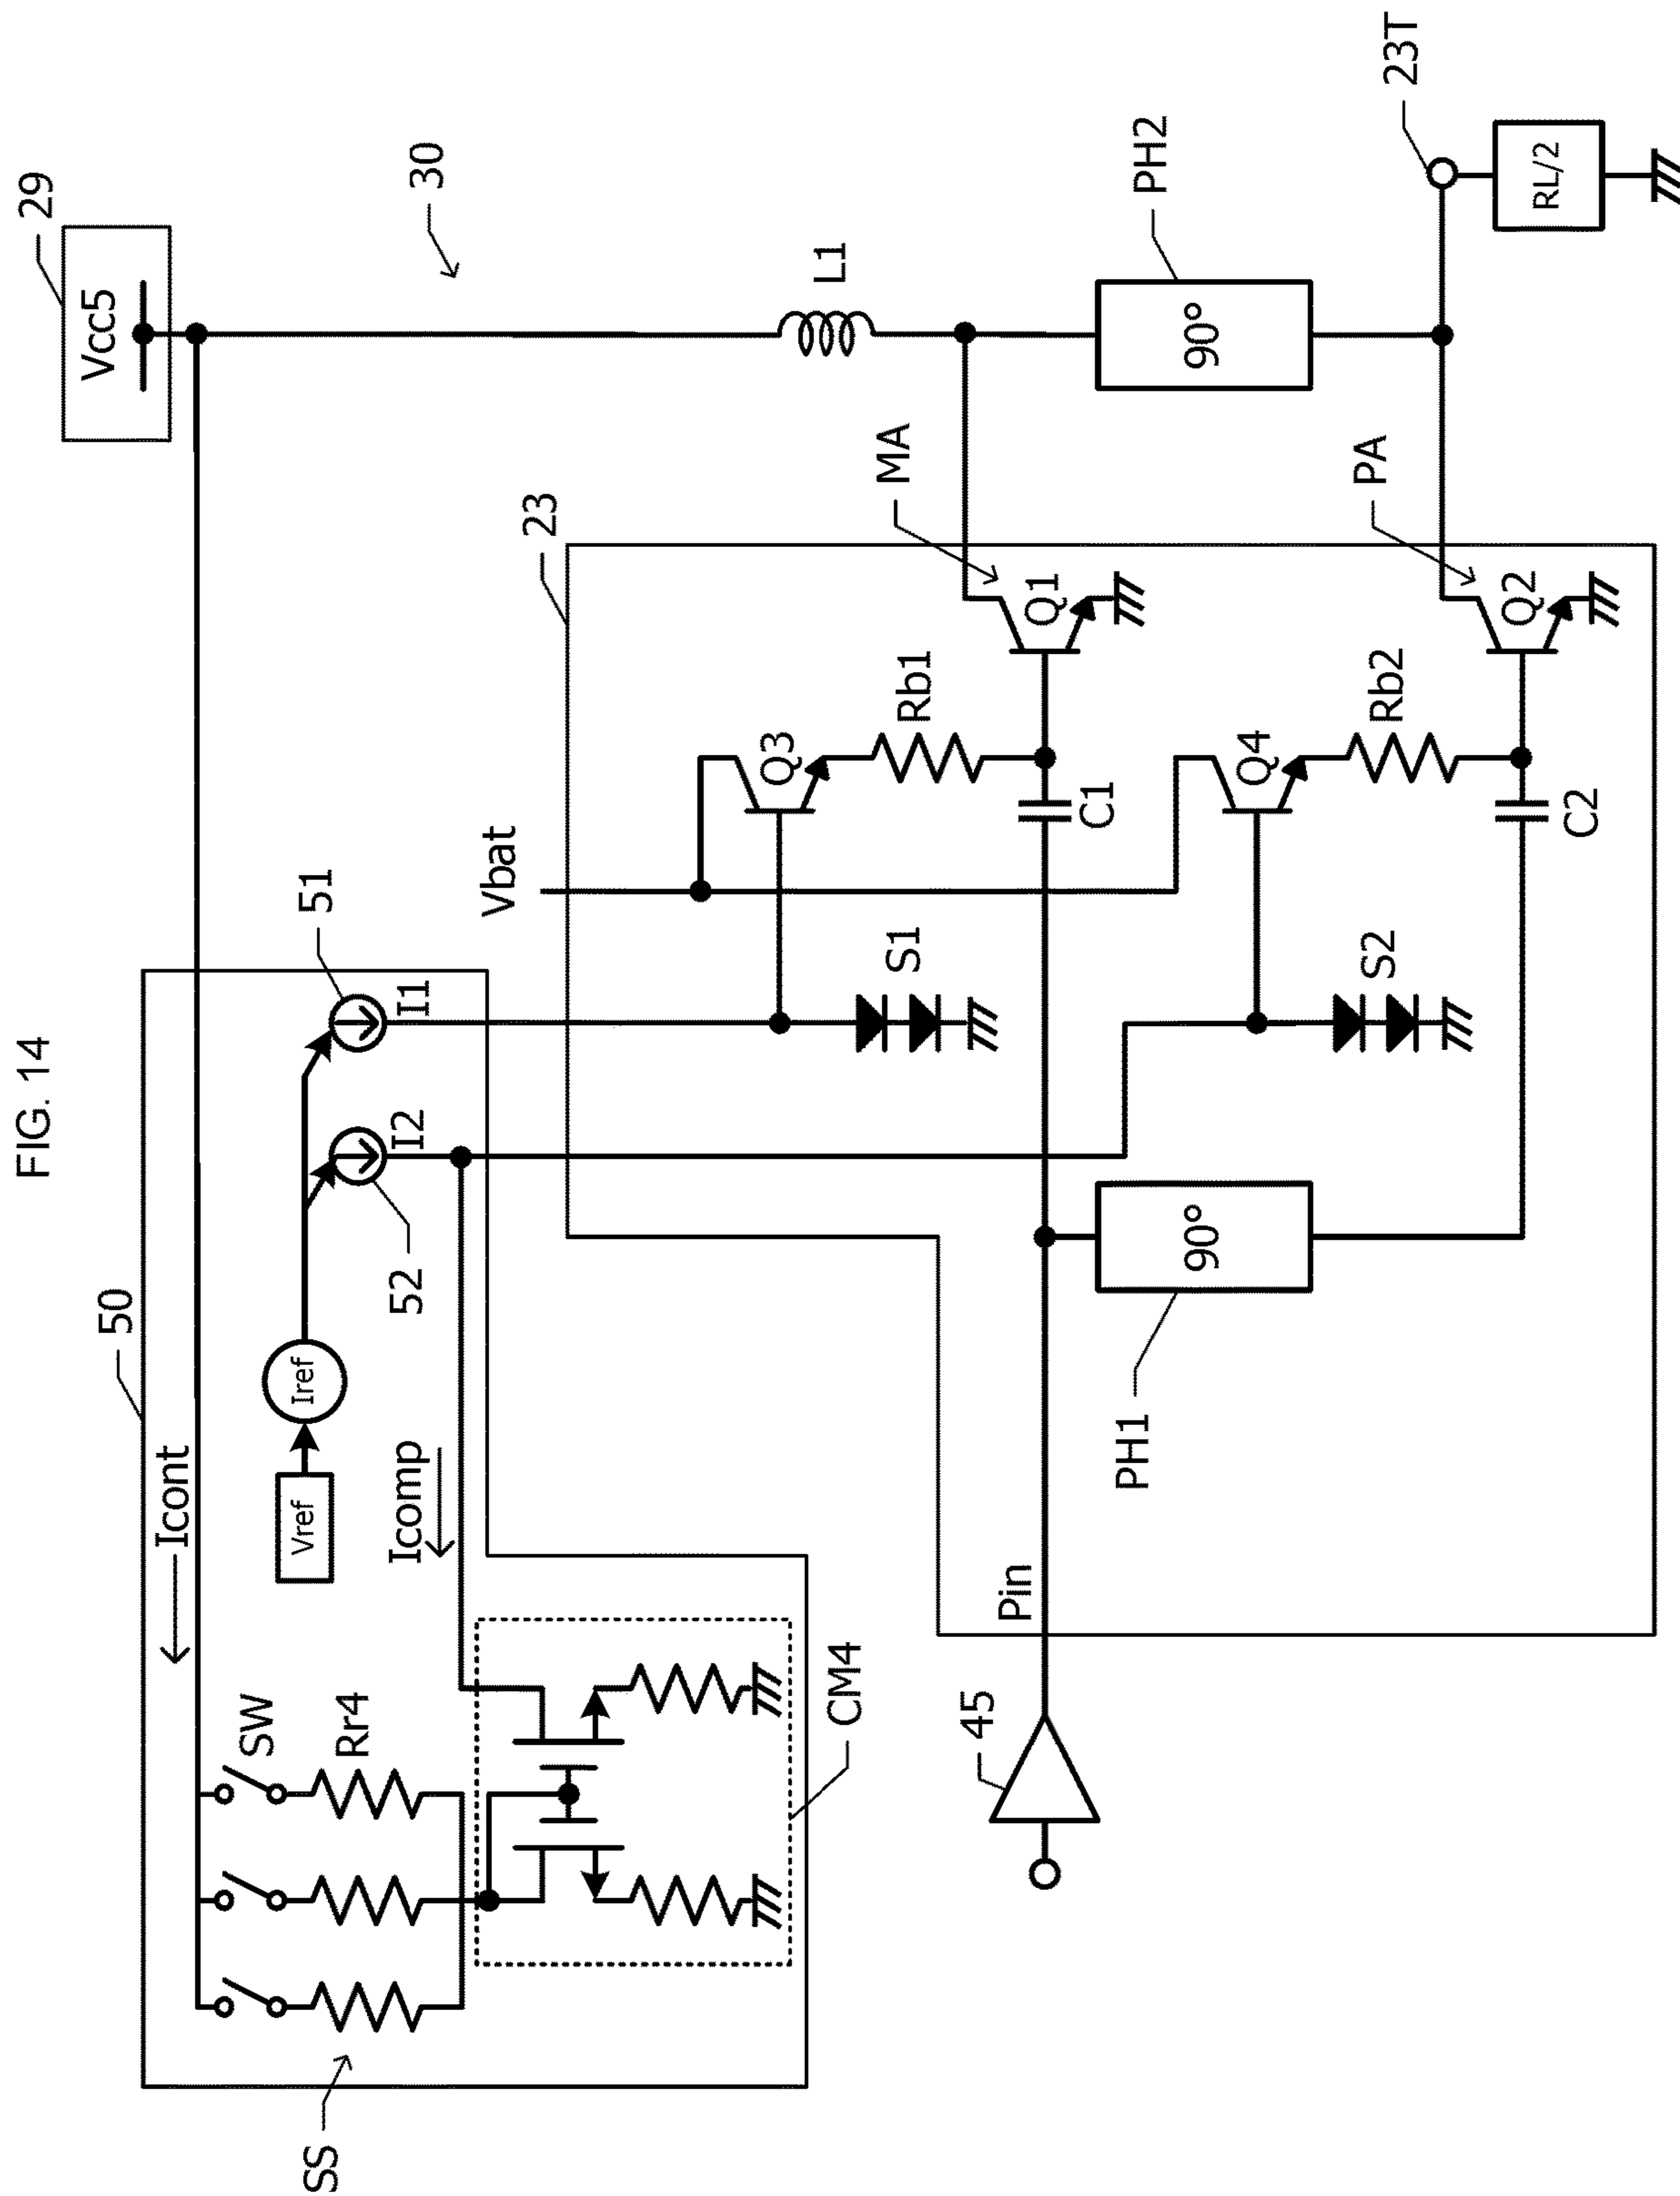 FIG. 14
29
Vcc5
30
50
Icont
51
I1
I2
52
Iref
Vref
Icomp
SW
Rr4
SS
CM4
23
Vbat
L1
MA
Q3
Rb1
Q1
C1
S1
PH2
90°
23T
RL/2
PA
Q4
Rb2
Q2
C2
S2
90°
PH1
Pin
45